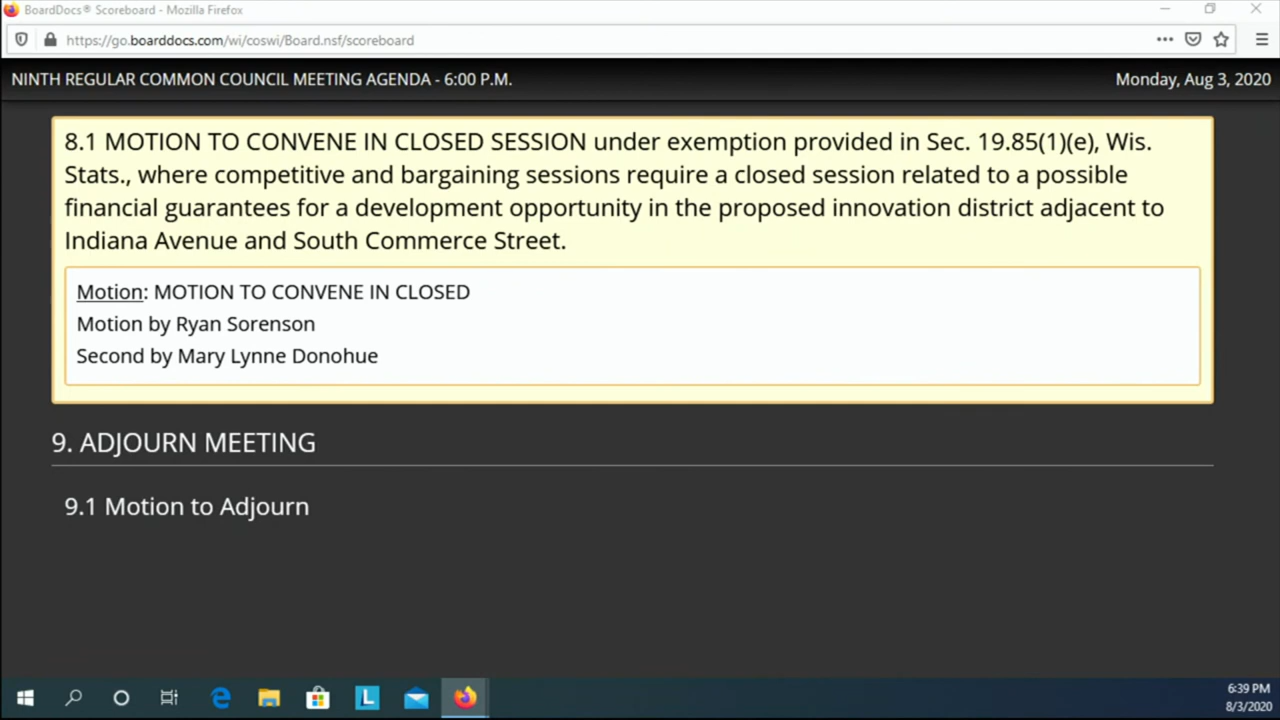 BoardDocs® Scoreboard - Mozilla Firefox
https://go.boarddocs.com/wi/coswi/Board.nsf/scoreboard
NINTH REGULAR COMMON COUNCIL MEETING AGENDA - 6:00 P.M.
Monday, Aug 3, 2020
8.1 MOTION TO CONVENE IN CLOSED SESSION under exemption provided in Sec. 19.85(1)(e), Wis.
Stats., where competitive and bargaining sessions require a closed session related to a possible
financial guarantees for a development opportunity in the proposed innovation district adjacent to
Indiana Avenue and South Commerce Street.
Motion: MOTION TO CONVENE IN CLOSED
Motion by Ryan Sorenson
Second by Mary Lynne Donohue
9. ADJOURN MEETING
9.1 Motion to Adjourn
L
6:39 PM
8/3/2020